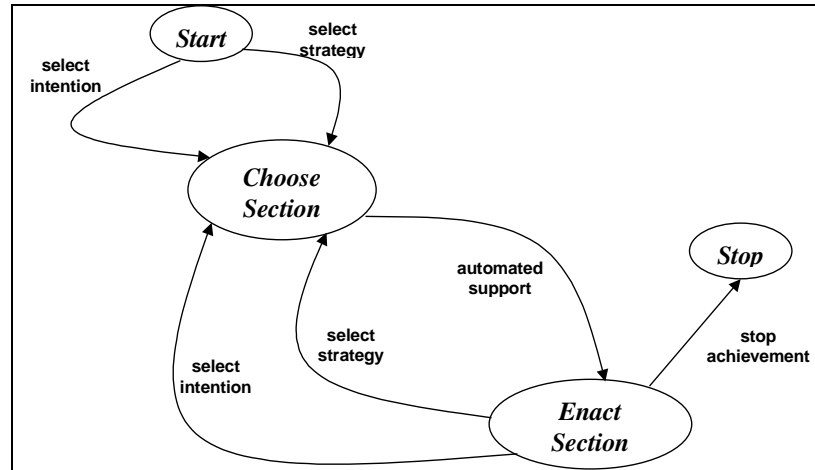 Start
select
strategy
select
intention
Choose
Section
Stop
automated
support
select
strategy
stop
achievement
select
intention
Enact
Section